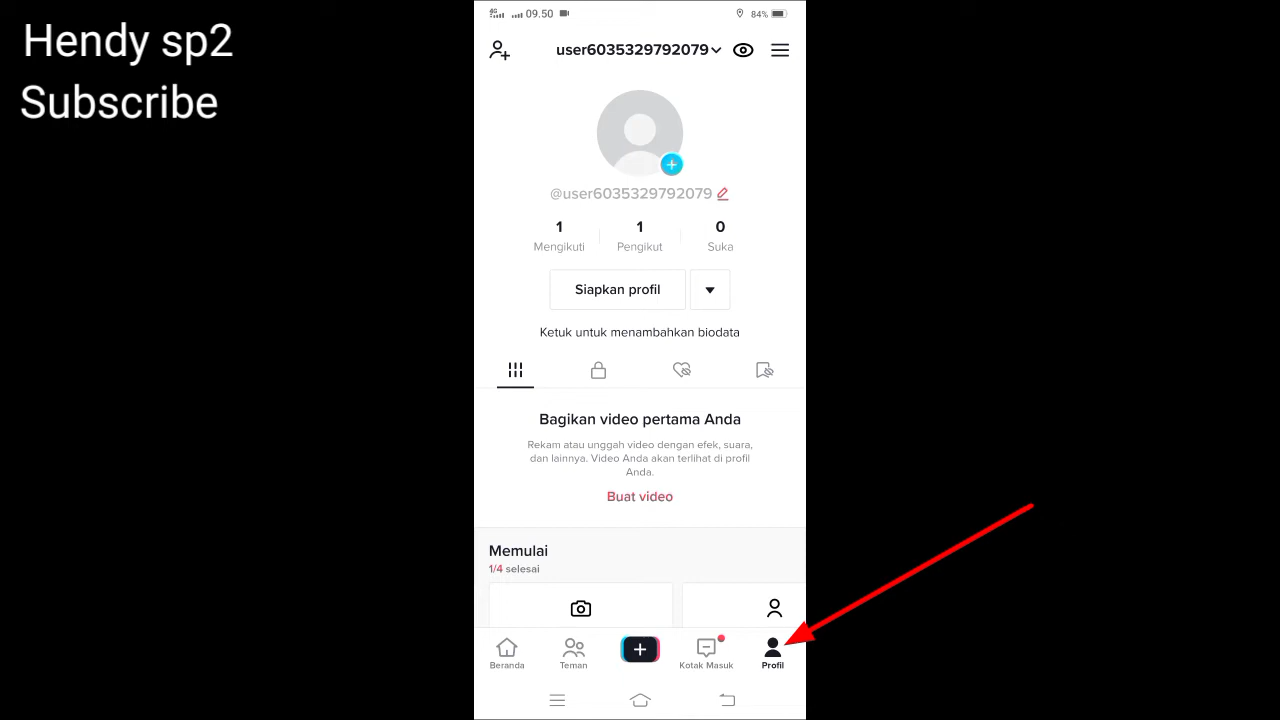 Hendy sp2
Subscribe
4G 09.50 84%
user6035329792079
@user6035329792079
1 1 0
Mengikuti Pengikut Suka
Siapkan profil
Ketuk untuk menambahkan biodata
Bagikan video pertama Anda
Rekam atau unggah video dengan efek, suara,
dan lainnya. Video Anda akan terlihat di profil
Anda.
Buat video
Memulai
1/4 selesai
Beranda Teman Kotak Masuk Profil